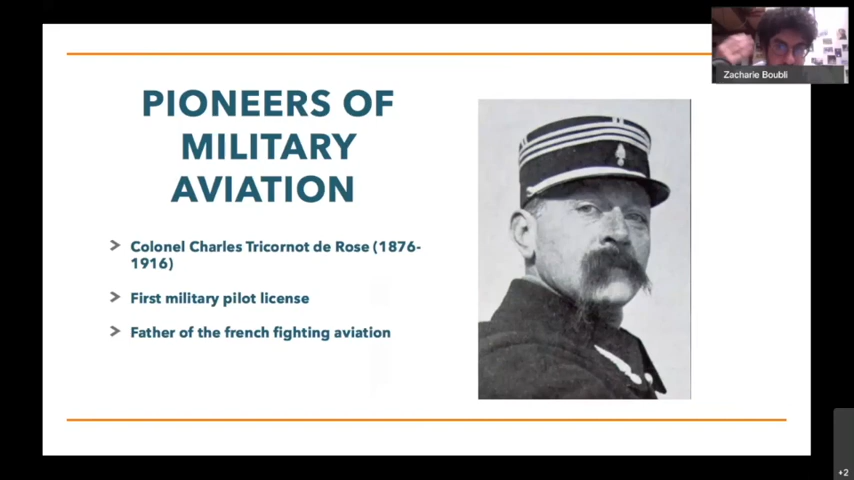 Zacharie Boubli
PIONEERS OF
MILITARY
AVIATION
> Colonel Charles Tricornot de Rose (1876-
1916)
> First military pilot license
> Father of the french fighting aviation
+2